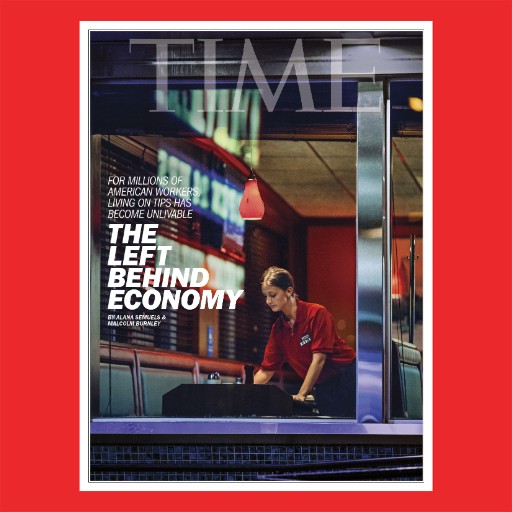 TIME
FOR MILLIONS OF
AMERICAN WORKERS,
LIVING ON TIPS HAS
BECOME UNLIVABLE
THE
LEFT
BEHIND
ECONOMY
BY ALANA SEMUELS &
MALCOLM BURNLEY